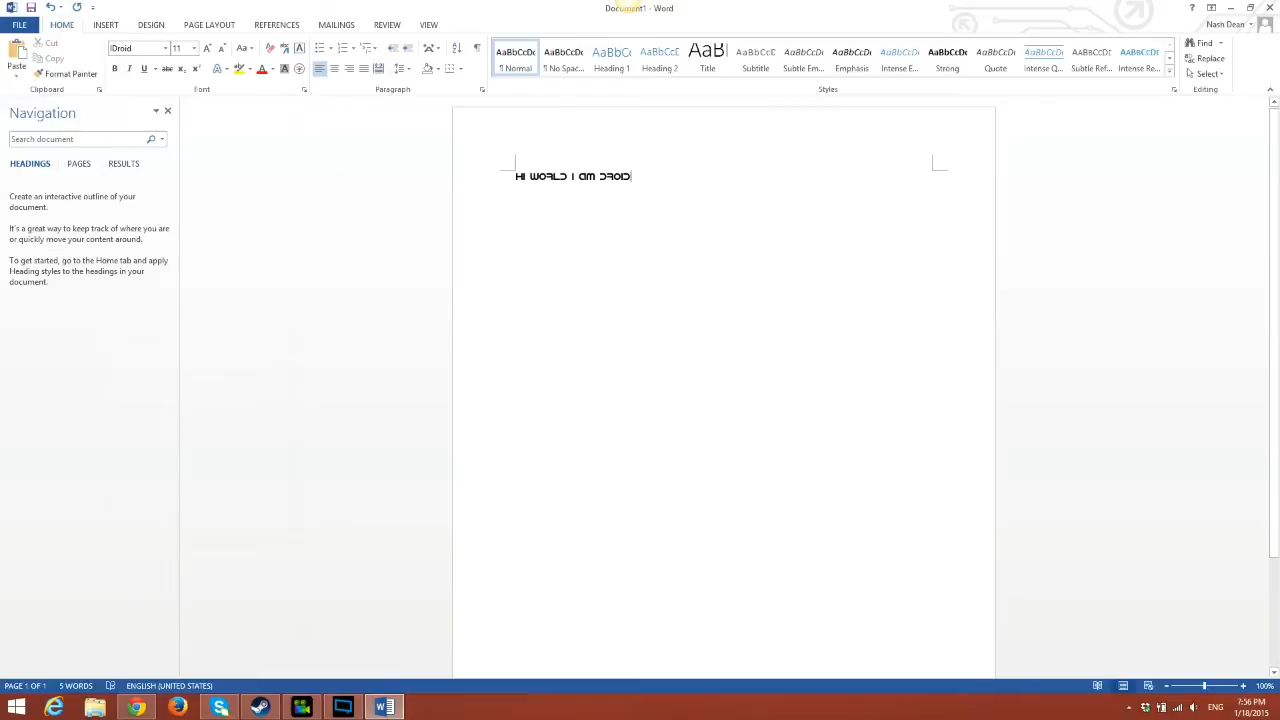 Document1 - Word
FILE HOME INSERT DESIGN PAGE LAYOUT REFERENCES MAILINGS REVIEW VIEW
Nash Dean
Paste
Cut
Copy
Format Painter
Clipboard
iDroid 11
Font
Paragraph
AaBbCcDc AaBbCcDc AaBbCc AaBbCcC AaB AaBbCcC AaBbCcDc AaBbCcDc AaBbCcDc AaBbCcDc AaBbCcDc AaBbCcDc AaBbCcDc AaBbCcDc
¶ Normal ¶ No Spac... Heading 1 Heading 2 Title Subtitle Subtle Em... Emphasis Intense E... Strong Quote Intense Q... Subtle Ref... Intense Re...
Styles
Find
Replace
Select
Editing
Navigation
Search document
HEADINGS PAGES RESULTS
Create an interactive outline of your
document.
It's a great way to keep track of where you are
or quickly move your content around.
To get started, go to the Home tab and apply
Heading styles to the headings in your
document.
HI WORLD I AM DROID
PAGE 1 OF 1 5 WORDS ENGLISH (UNITED STATES) 100%
ENG
7:56 PM
1/18/2015